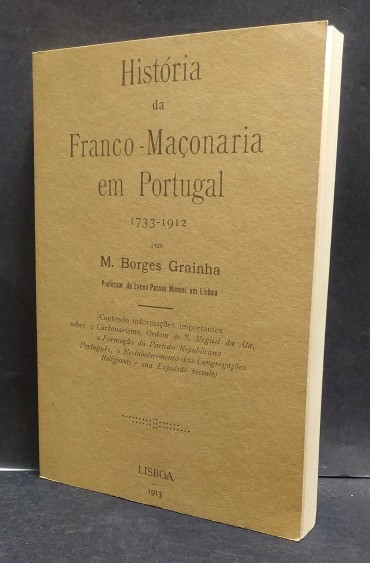 História
da
Franco-Maçonaria
em Portugal
1733-1912
POR
M. Borges Grainha
Professor do Lyceu Passos Manuel em Lisboa
(Contendo informações importantes
sobre o Carbonarismo, Ordem de S. Miguel da Ala,
a Formação do Partido Republicano
Português, o Restabelecimento das Congregações
Religiosas e sua Expulsão recente)
LISBOA
1913